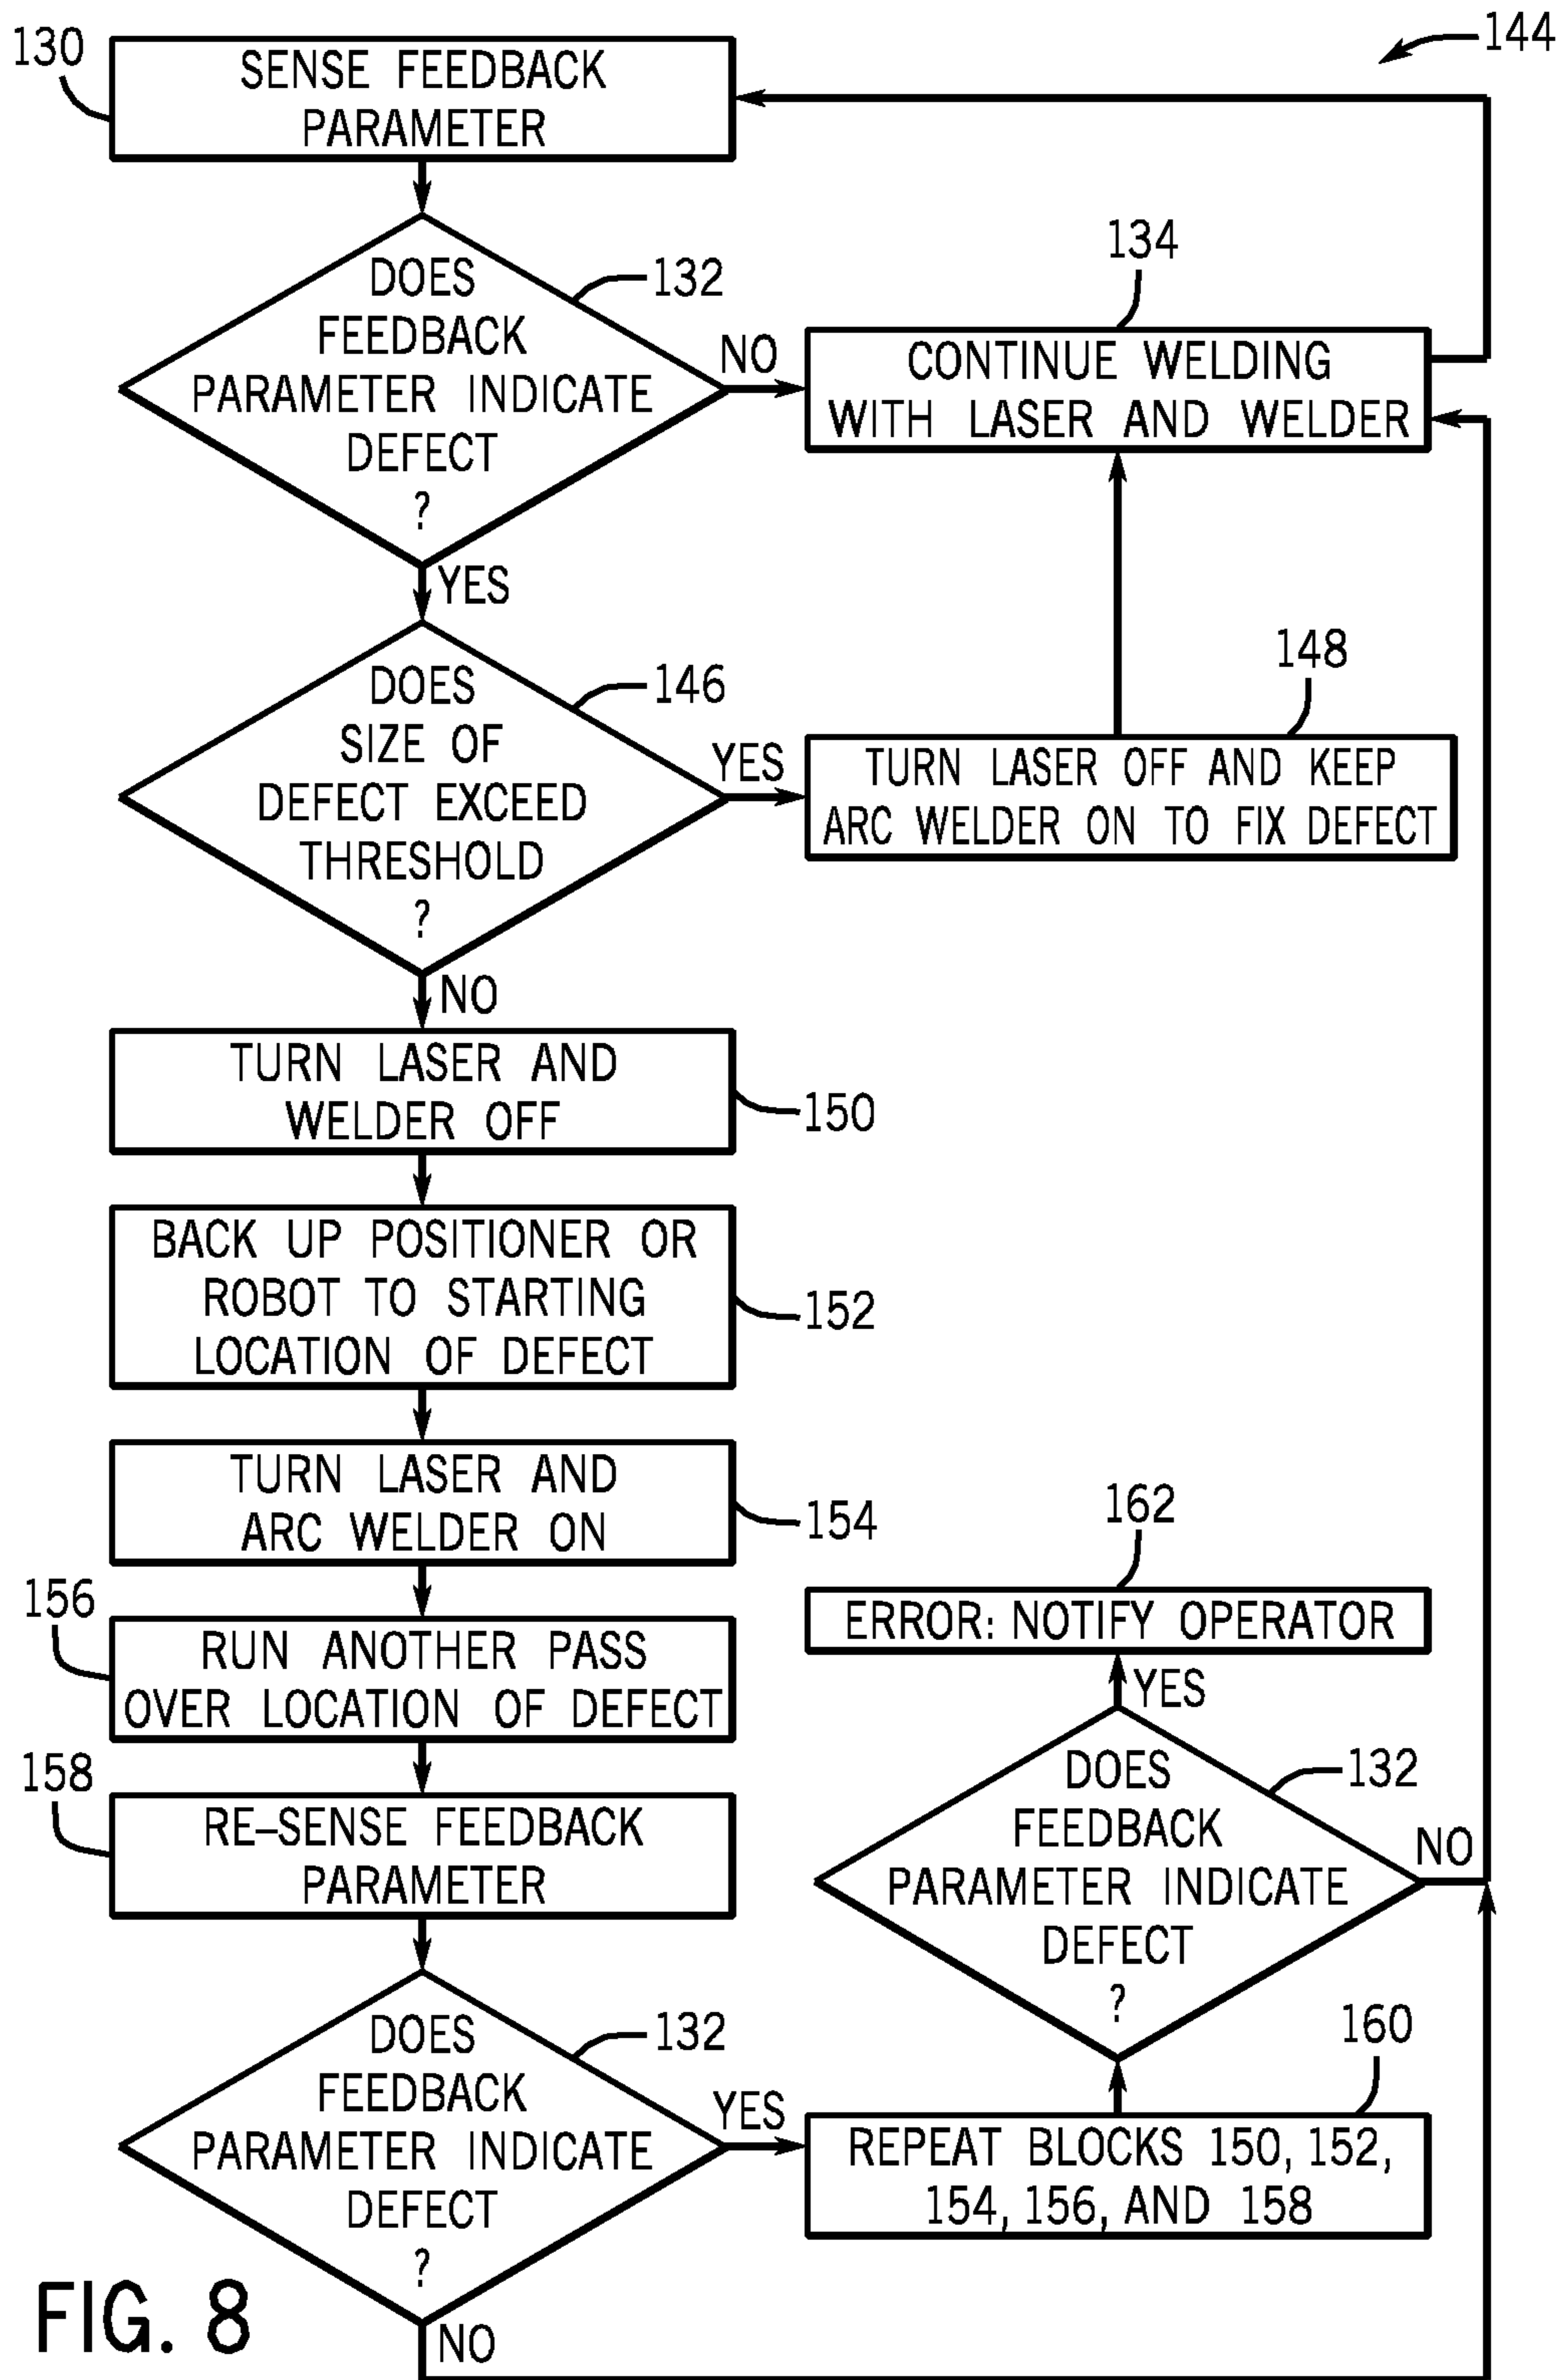 144
130
SENSE FEEDBACK
PARAMETER
132
DOES
FEEDBACK
PARAMETER INDICATE
DEFECT
?
NO
134
CONTINUE WELDING
WITH LASER AND WELDER
YES
146
DOES
SIZE OF
DEFECT EXCEED
THRESHOLD
?
YES
148
TURN LASER OFF AND KEEP
ARC WELDER ON TO FIX DEFECT
NO
TURN LASER AND
WELDER OFF
150
BACK UP POSITIONER OR
ROBOT TO STARTING
LOCATION OF DEFECT
152
TURN LASER AND
ARC WELDER ON
154
156
RUN ANOTHER PASS
OVER LOCATION OF DEFECT
158
RE–SENSE FEEDBACK
PARAMETER
132
DOES
FEEDBACK
PARAMETER INDICATE
DEFECT
?
YES
160
REPEAT BLOCKS 150, 152,
154, 156, AND 158
132
DOES
FEEDBACK
PARAMETER INDICATE
DEFECT
?
NO
YES
162
ERROR: NOTIFY OPERATOR
NO
FIG. 8